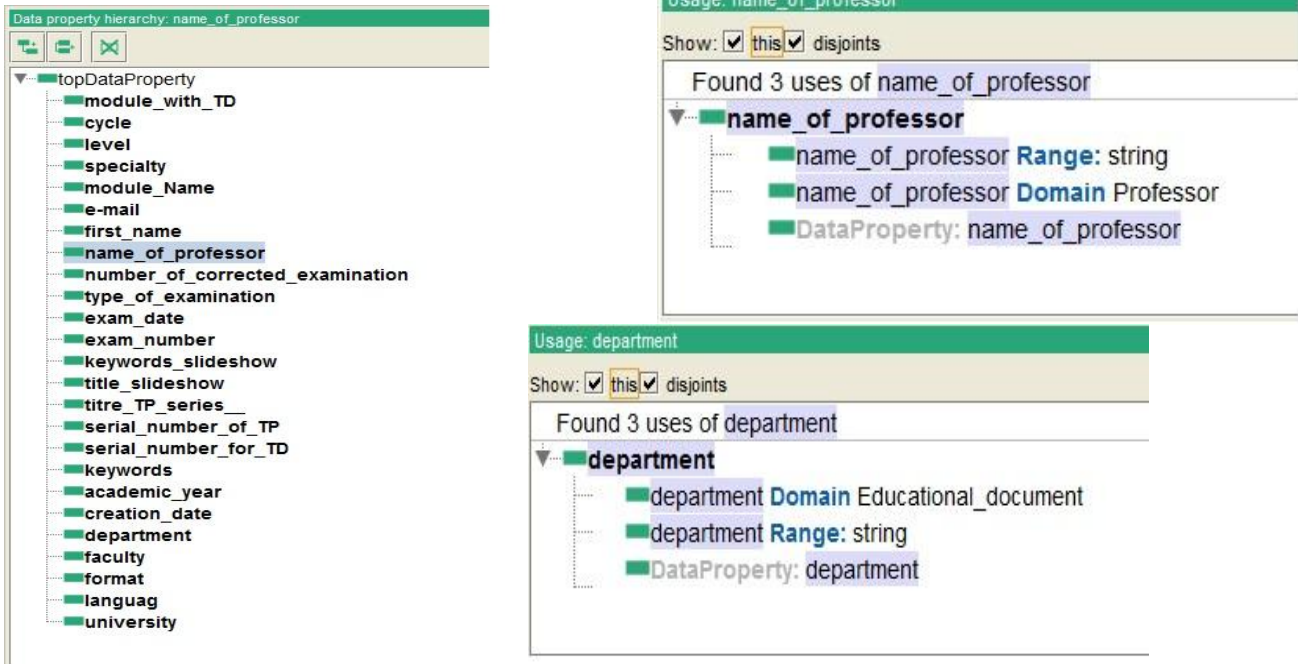 Data property hierarchy: name_of_professor
topDataProperty
module_with_TD
cycle
level
specialty
module_Name
e-mail
first_name
name_of_professor
number_of_corrected_examination
type_of_examination
exam_date
exam_number
keywords_slideshow
title_slideshow
titre_TP_series__
serial_number_of_TP
serial_number_for_TD
keywords
academic_year
creation_date
department
faculty
format
languag
university
Usage: name_of_professor
Show: this disjoints
Found 3 uses of name_of_professor
name_of_professor
name_of_professor Range: string
name_of_professor Domain Professor
DataProperty: name_of_professor
Usage: department
Show: this disjoints
Found 3 uses of department
department
department Domain Educational_document
department Range: string
DataProperty: department